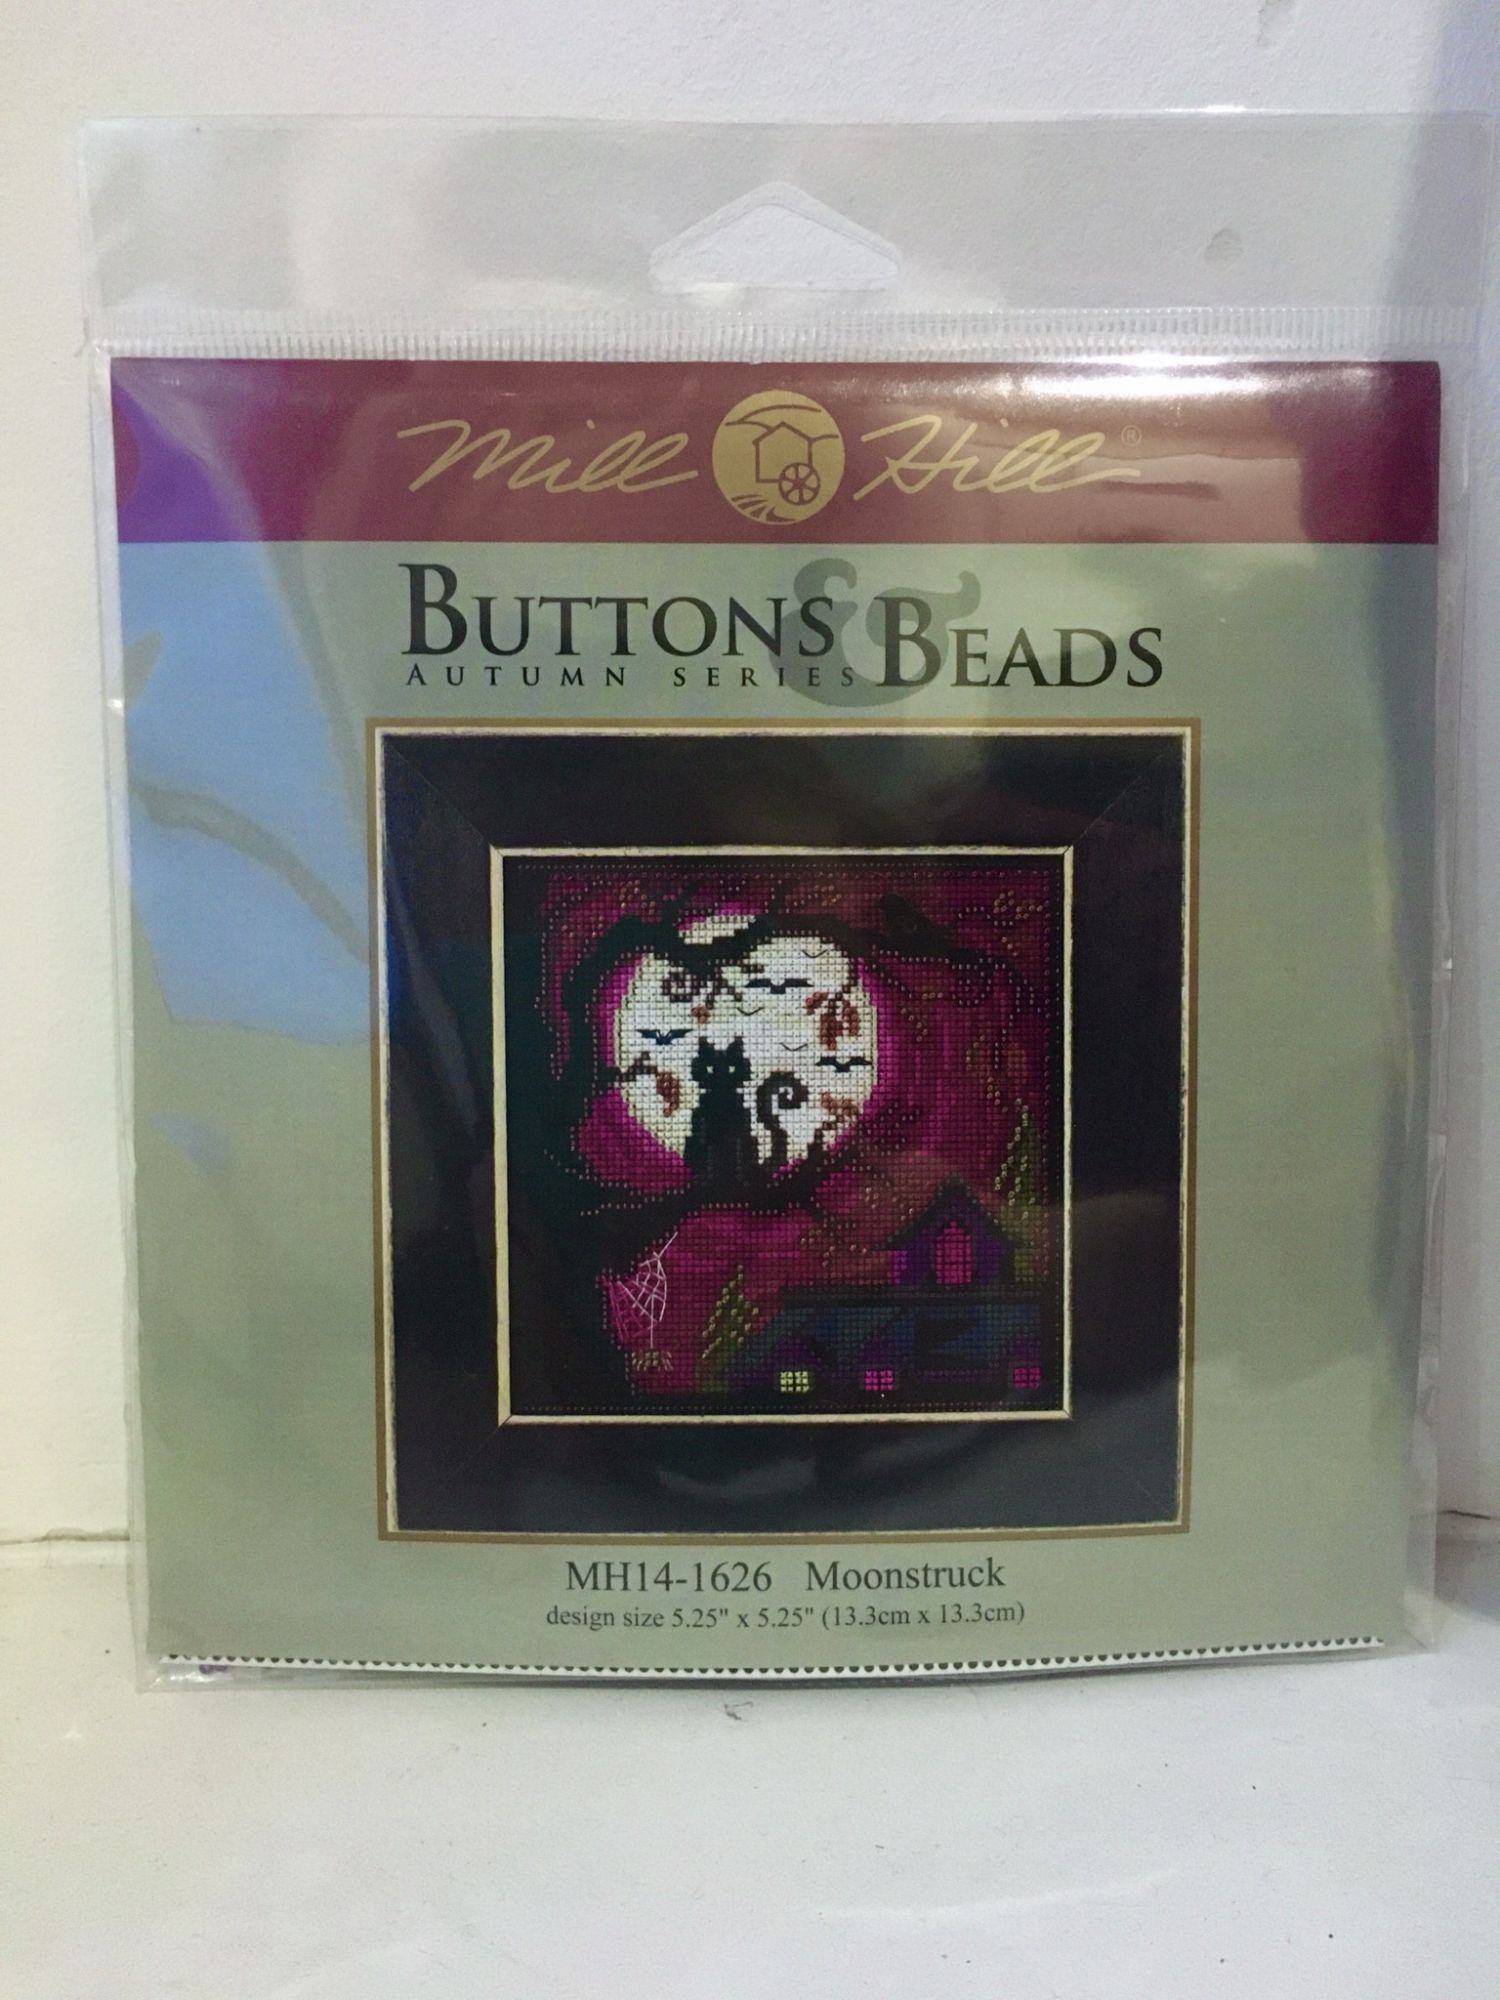 Mill Hill®
BUTTONS & BEADS
AUTUMN SERIES
MH14-1626 Moonstruck
design size 5.25" x 5.25" (13.3cm x 13.3cm)